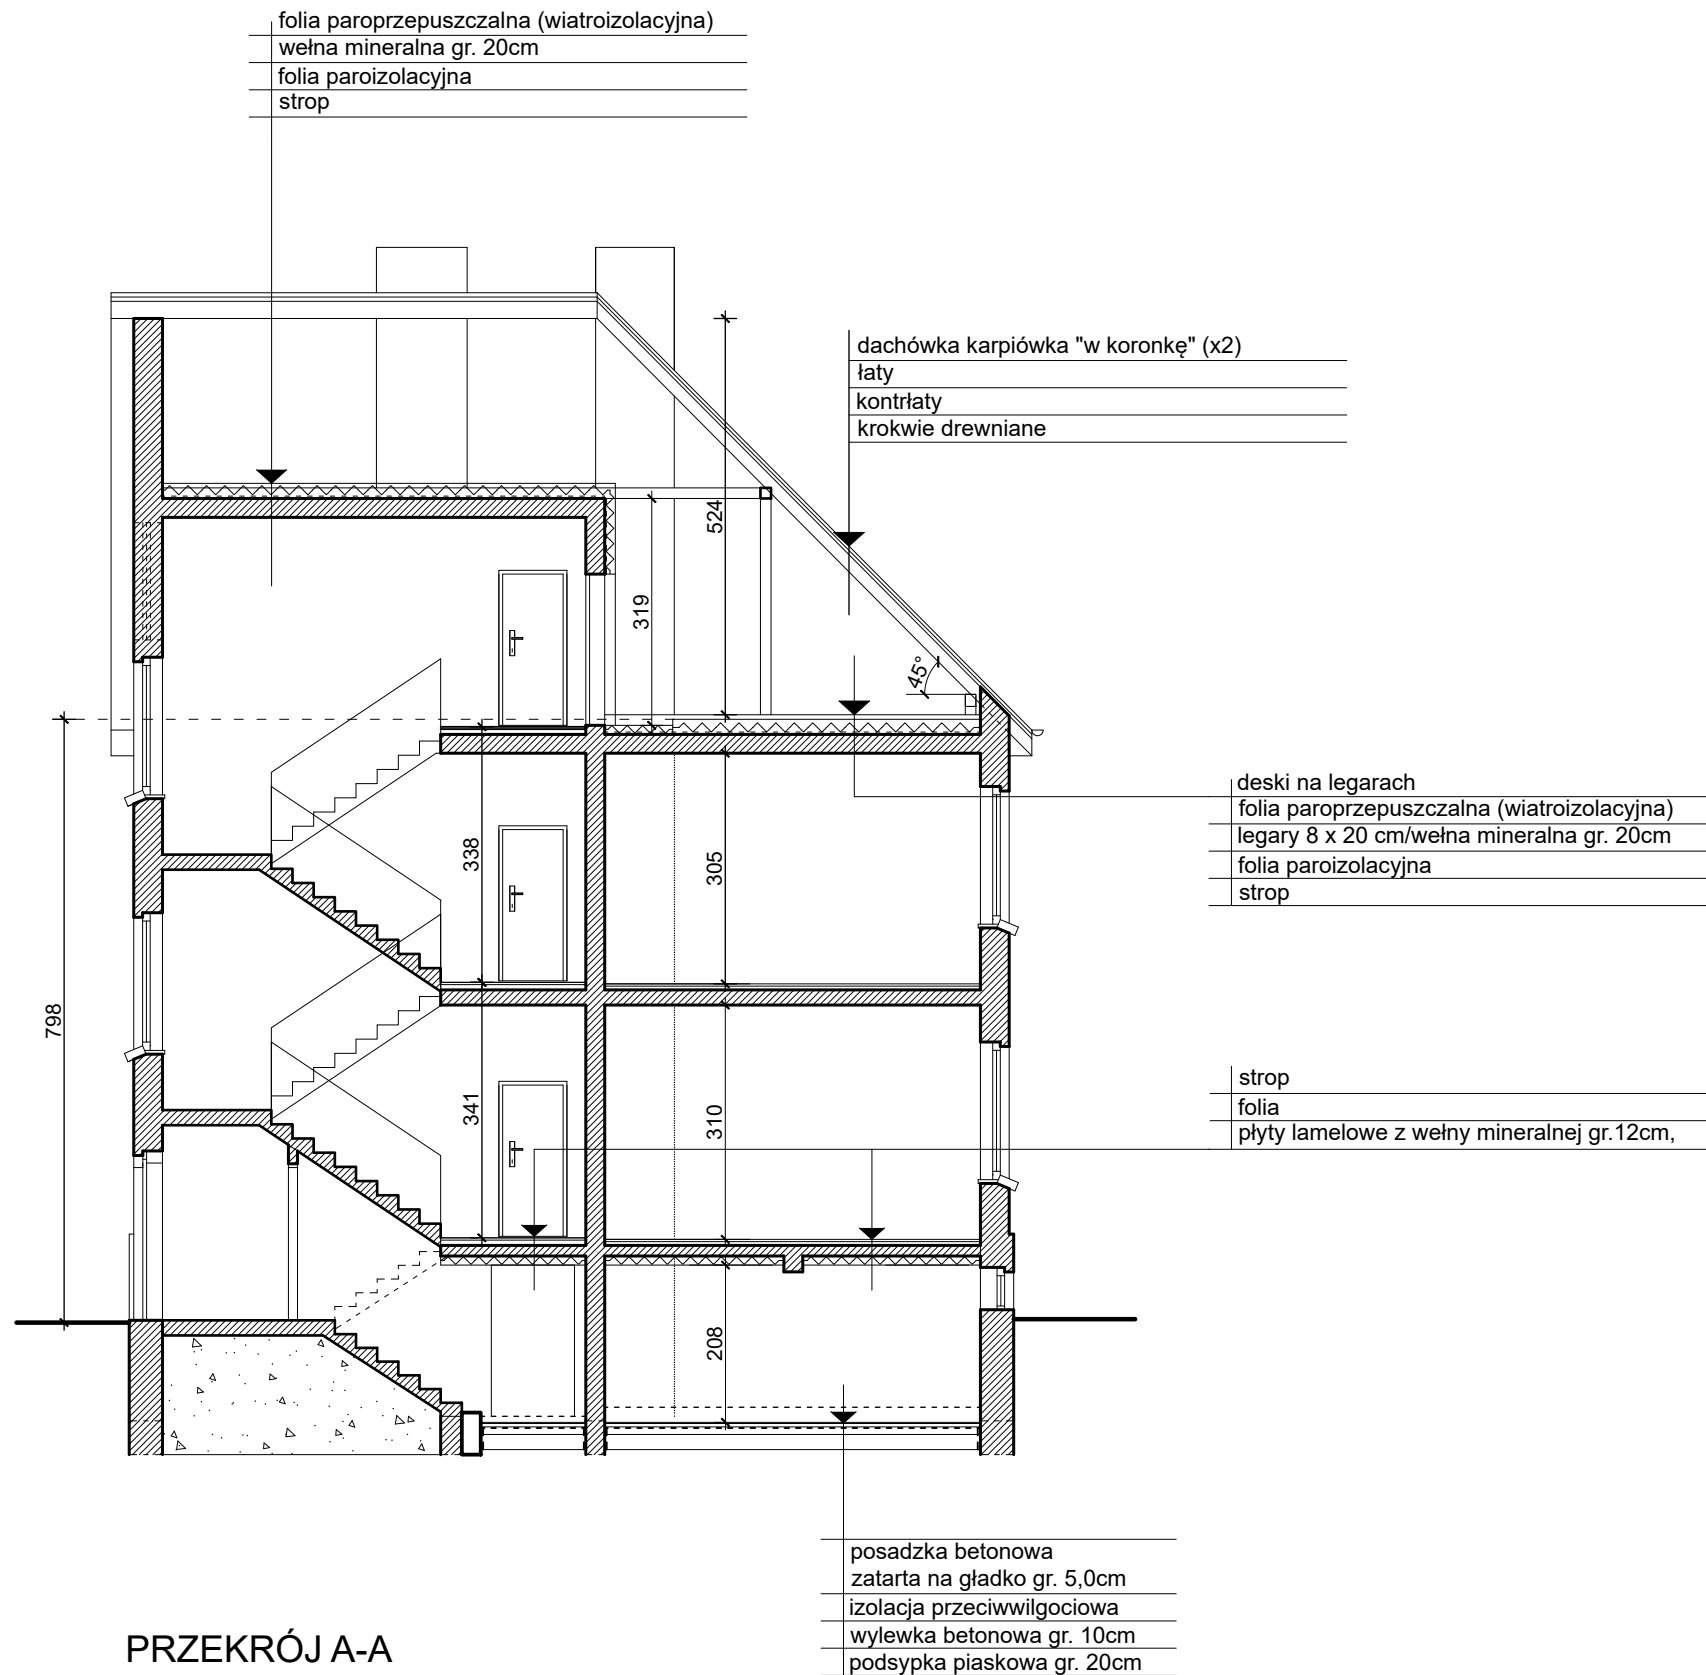 folia paroprzepuszczalna (wiatroizolacyjna)
wełna mineralna gr. 20cm
folia paroizolacyjna
strop
dachówka karpiówka "w koronkę" (x2)
łaty
kontrłaty
krokwie drewniane
524
319
45°
deski na legarach
folia paroprzepuszczalna (wiatroizolacyjna)
legary 8 x 20 cm/wełna mineralna gr. 20cm
folia paroizolacyjna
strop
338
305
798
341
310
strop
folia
płyty lamelowe z wełny mineralnej gr.12cm,
208
posadzka betonowa
zatarta na gładko gr. 5,0cm
izolacja przeciwwilgociowa
wylewka betonowa gr. 10cm
podsypka piaskowa gr. 20cm
PRZEKRÓJ A-A